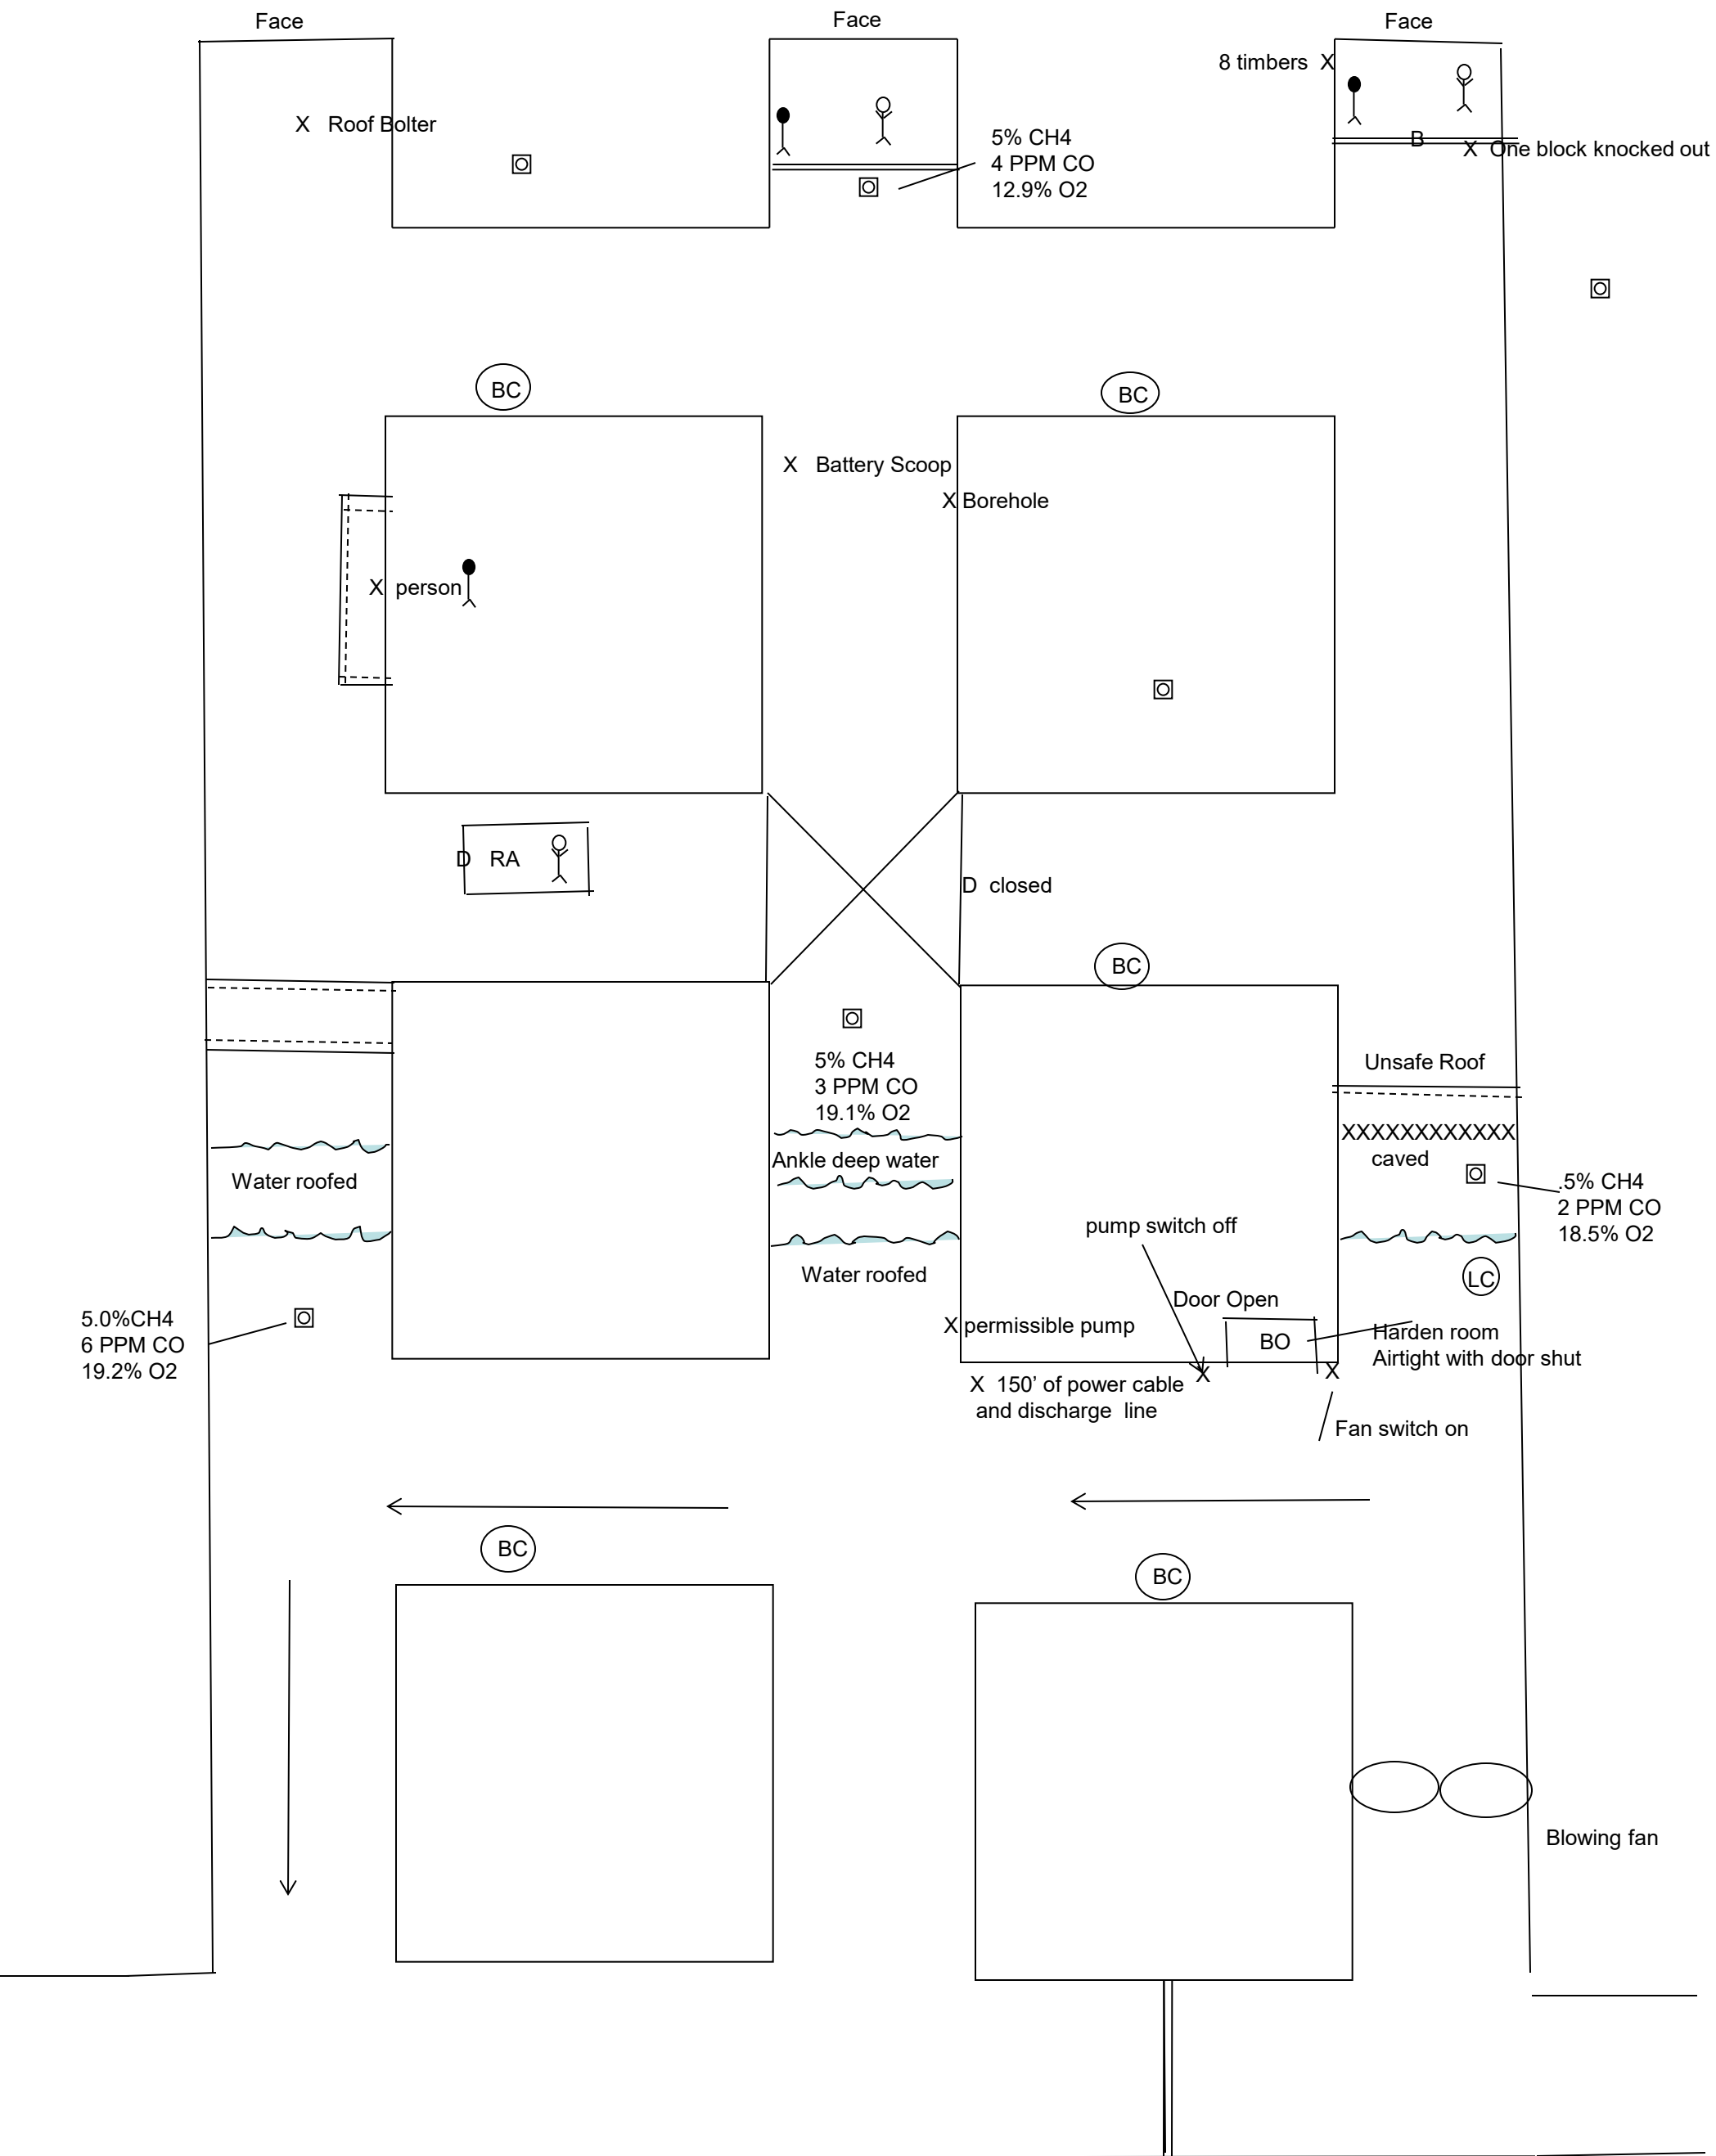 Face
Face
Face
8 timbers X
X Roof Bolter
5% CH4
4 PPM CO
12.9% O2
B
X One block knocked out
BC
BC
X Battery Scoop
X Borehole
X person
D RA
D closed
BC
5% CH4
3 PPM CO
19.1% O2
Unsafe Roof
XXXXXXXXXXXX
caved
Ankle deep water
Water roofed
.5% CH4
2 PPM CO
18.5% O2
pump switch off
Water roofed
LC
Door Open
5.0%CH4
6 PPM CO
19.2% O2
X permissible pump
BO
Harden room
Airtight with door shut
X 150’ of power cable
and discharge line
X
X
Fan switch on
BC
BC
Blowing fan